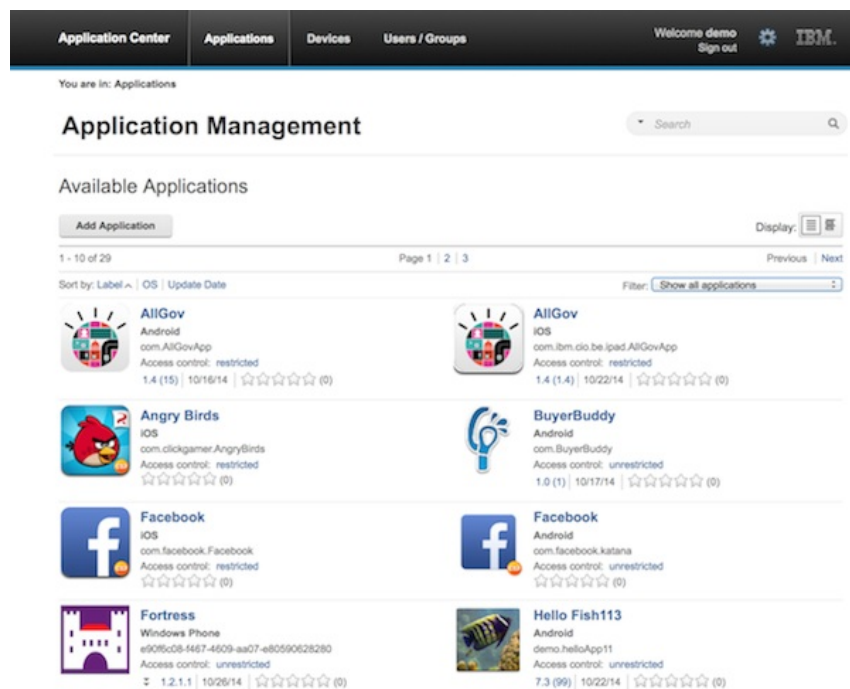 Application Center
Applications
Devices
Users / Groups
Welcome demo
Sign out
IBM.
You are in: Applications
Application Management
Search
Available Applications
Add Application
Display:
1 - 10 of 29
Page 1 | 2 | 3
Previous | Next
Sort by: Label | OS | Update Date
Filter: Show all applications
AllGov
Android
com.AllGovApp
Access control: restricted
1.4 (15) | 10/16/14 | (0)
AllGov
iOS
com.ibm.cio.be.ipad.AllGovApp
Access control: restricted
1.4 (1.4) | 10/22/14 | (0)
Angry Birds
iOS
com.clickgamer.AngryBirds
Access control: restricted
(0)
BuyerBuddy
Android
com.BuyerBuddy
Access control: unrestricted
1.0 (1) | 10/17/14 | (0)
Facebook
iOS
com.facebook.Facebook
Access control: restricted
(0)
Facebook
Android
com.facebook.katana
Access control: unrestricted
(0)
Fortress
Windows Phone
e90f6c08-f467-4609-aa07-e80590628280
Access control: unrestricted
1.2.1.1 | 10/26/14 | (0)
Hello Fish113
Android
demo.helloApp11
Access control: unrestricted
7.3 (99) | 10/22/14 | (0)